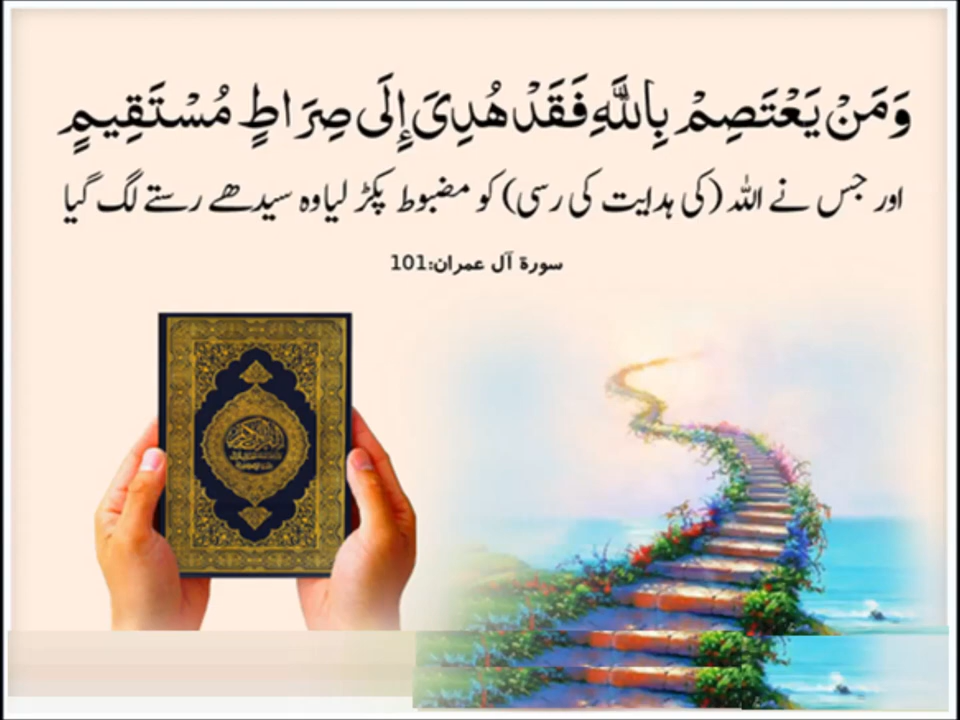 وَمَنْ يَعْتَصِمْ بِاللَّهِ فَقَدْ هُدِىَ إِلَى صِرَاطٍ مُسْتَقِيمٍ
اور جس نے اللہ (کی ہدایت کی رسی) کو مضبوط پکڑ لیا وہ سیدھے رستے لگ گیا
سورة آل عمران:101